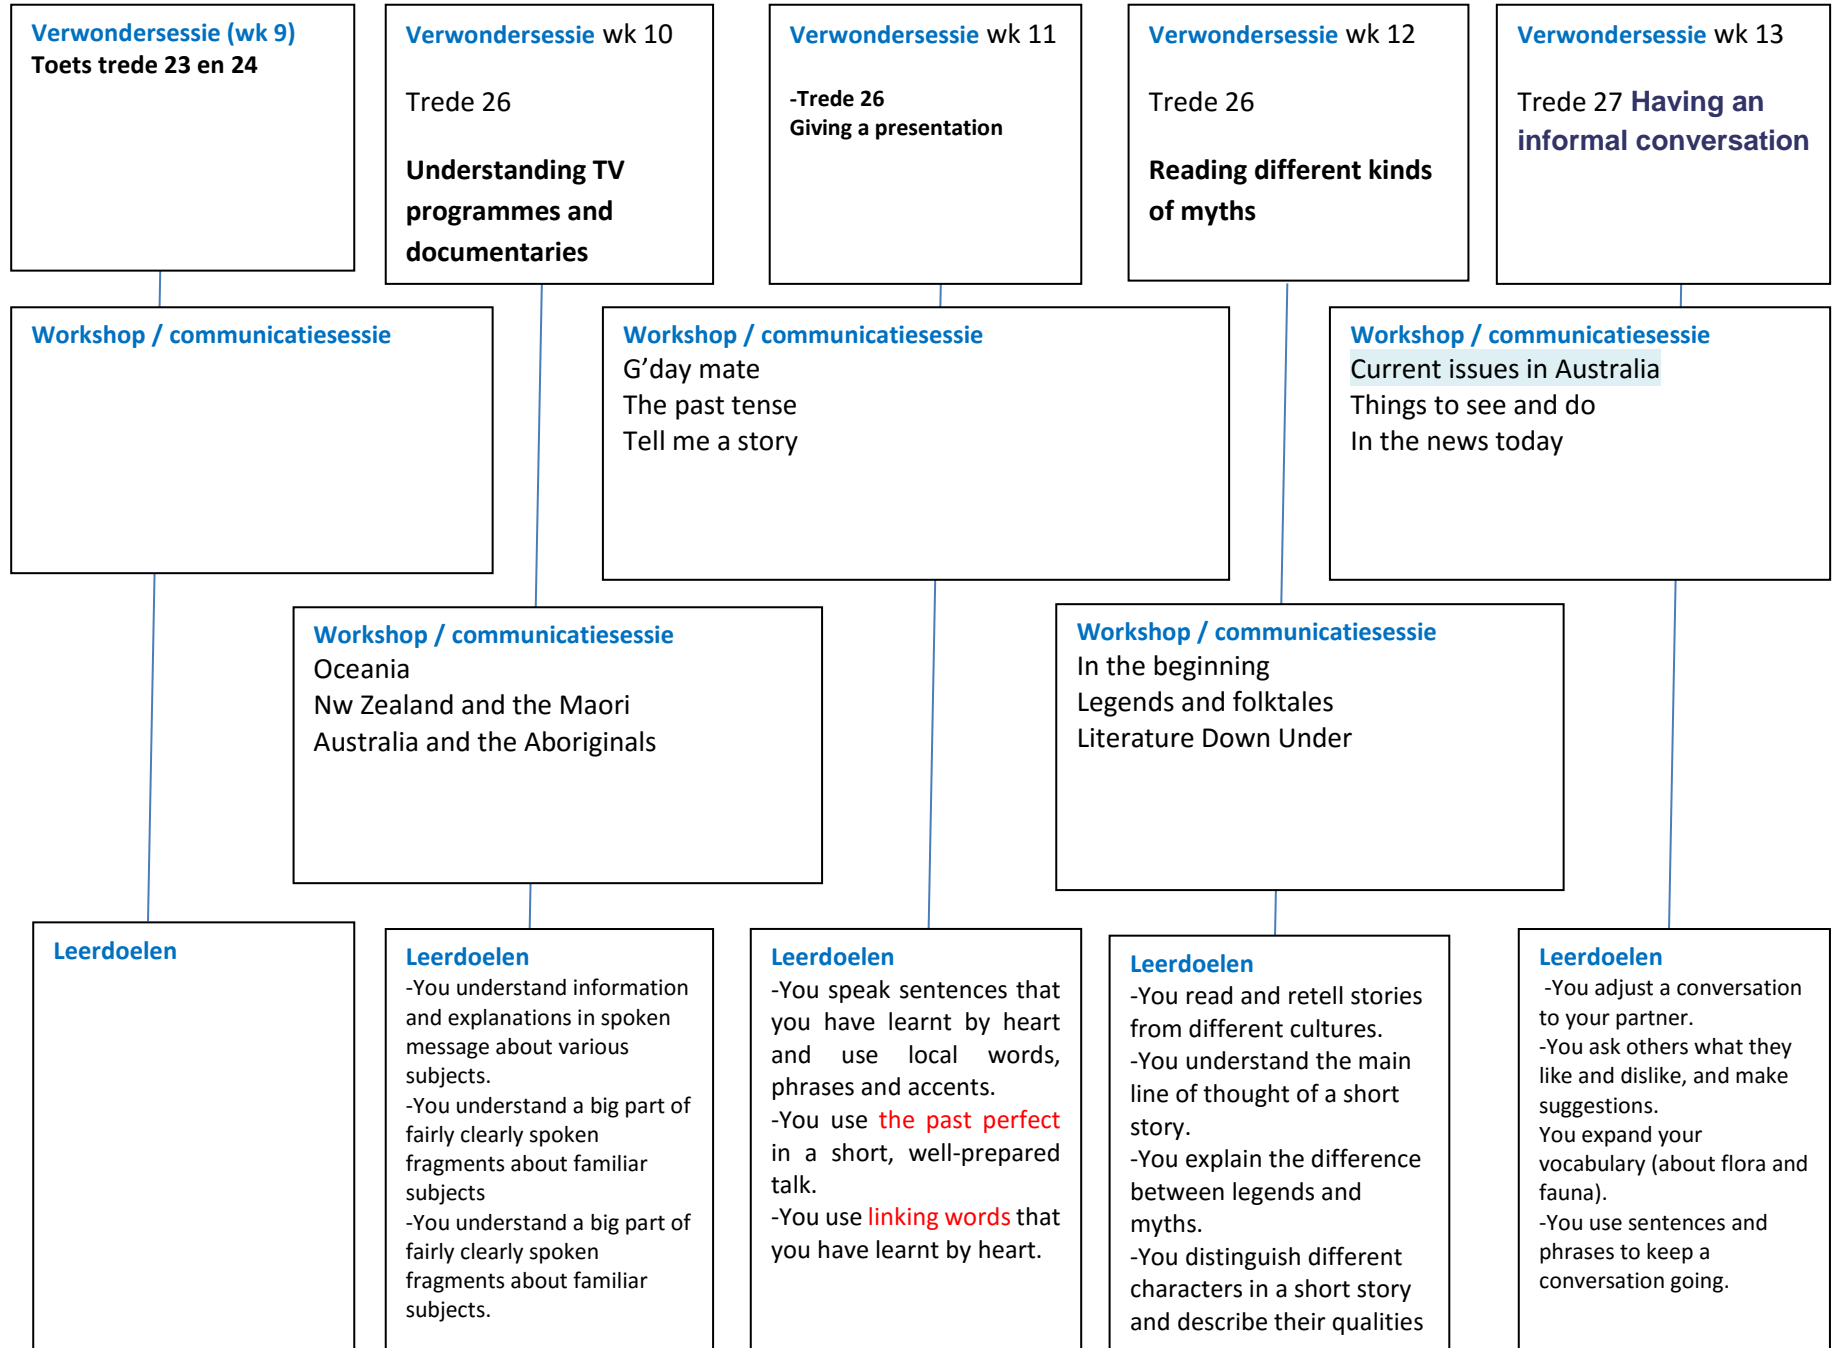 Verwondersessie (wk 9)
Toets trede 23 en 24
Verwondersessie wk 10
Trede 26
Understanding TV
programmes and
documentaries
Verwondersessie wk 11
-Trede 26
Giving a presentation
Verwondersessie wk 12
Trede 26
Reading different kinds
of myths
Verwondersessie wk 13
Trede 27 Having an
informal conversation
Workshop / communicatiesessie
Workshop / communicatiesessie
G’day mate
The past tense
Tell me a story
Workshop / communicatiesessie
Current issues in Australia
Things to see and do
In the news today
Workshop / communicatiesessie
Oceania
Nw Zealand and the Maori
Australia and the Aboriginals
Workshop / communicatiesessie
In the beginning
Legends and folktales
Literature Down Under
Leerdoelen
Leerdoelen
-You understand information
and explanations in spoken
message about various
subjects.
-You understand a big part of
fairly clearly spoken
fragments about familiar
subjects
-You understand a big part of
fairly clearly spoken
fragments about familiar
subjects.
Leerdoelen
-You speak sentences that
you have learnt by heart
and use local words,
phrases and accents.
-You use the past perfect
in a short, well-prepared
talk.
-You use linking words that
you have learnt by heart.
Leerdoelen
-You read and retell stories
from different cultures.
-You understand the main
line of thought of a short
story.
-You explain the difference
between legends and
myths.
-You distinguish different
characters in a short story
and describe their qualities
Leerdoelen
-You adjust a conversation
to your partner.
-You ask others what they
like and dislike, and make
suggestions.
You expand your
vocabulary (about flora and
fauna).
-You use sentences and
phrases to keep a
conversation going.